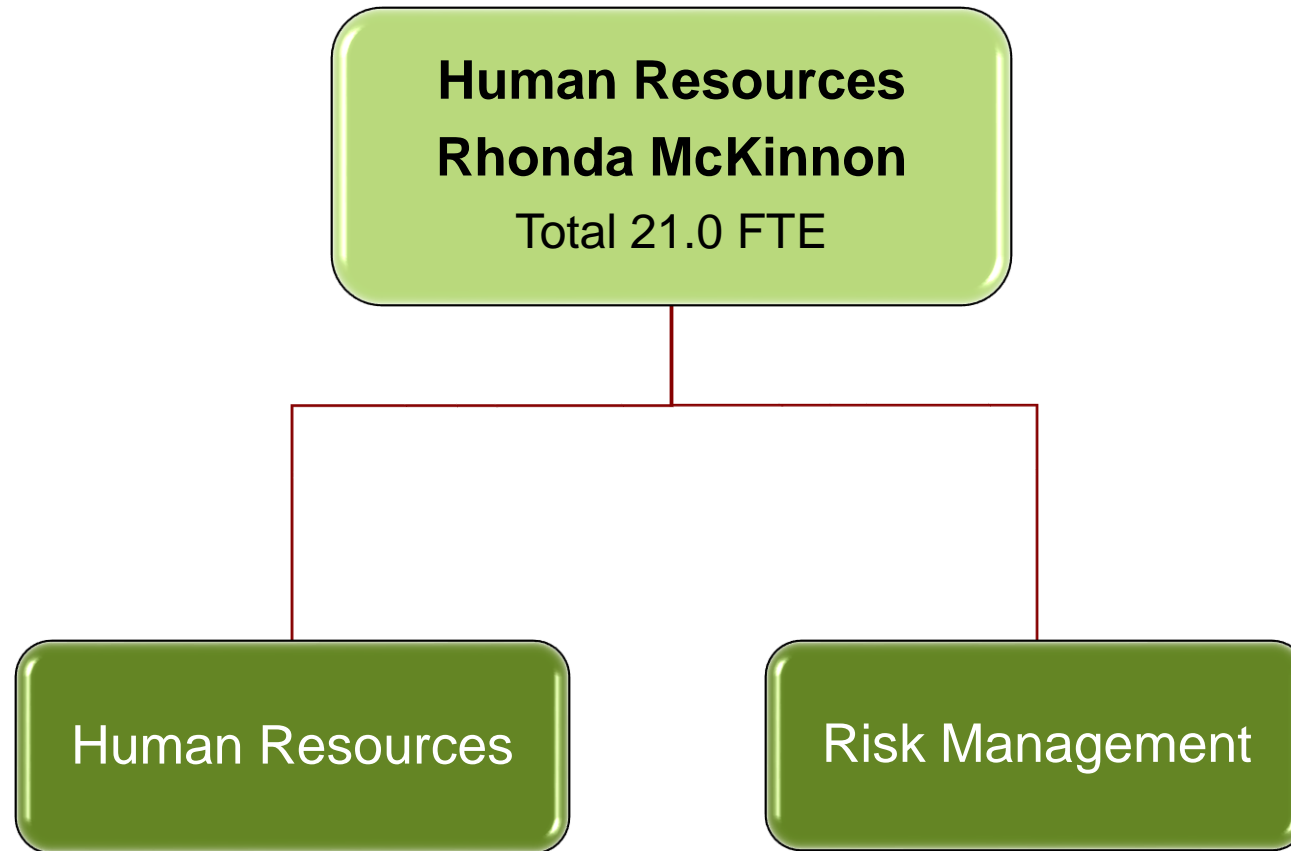 Human Resources
Rhonda McKinnon
Total 21.0 FTE
Human Resources
Risk Management